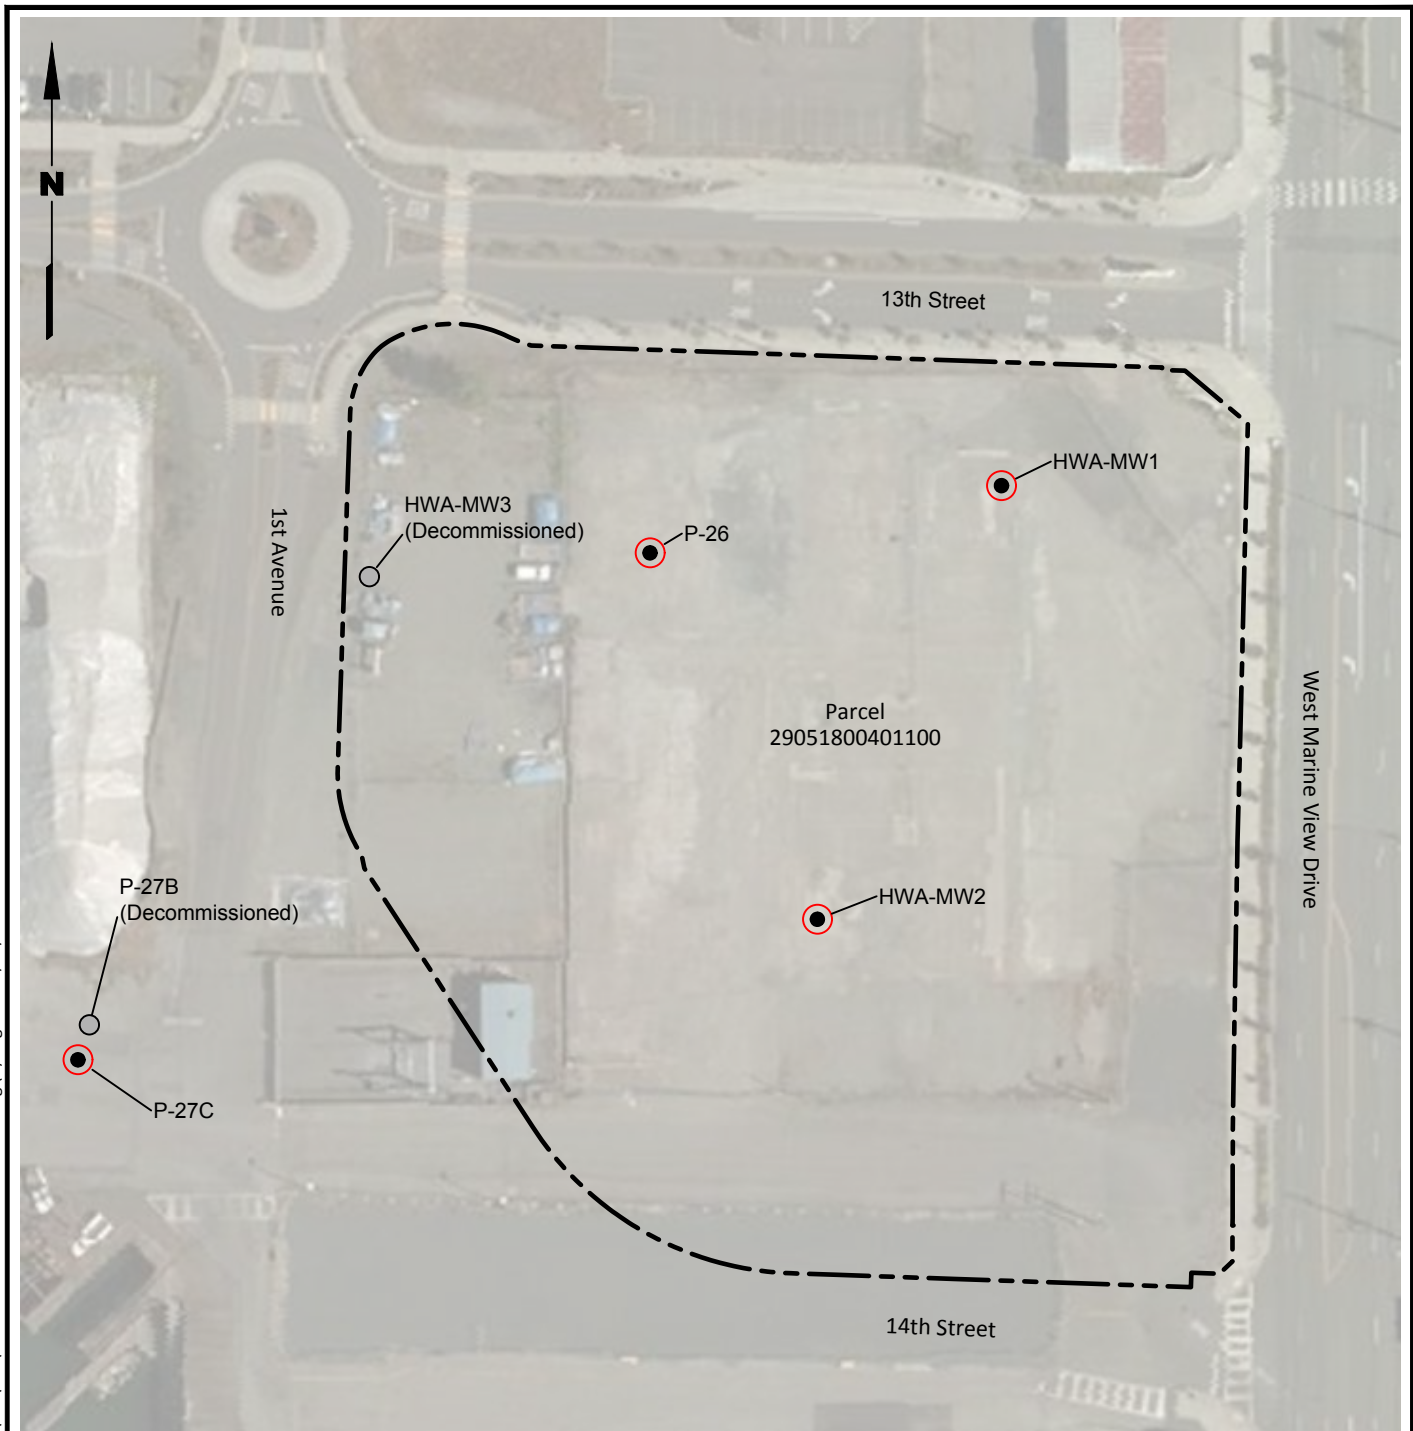 N
13th Street
HWA-MW1
HWA-MW3
(Decommissioned)
P-26
1st Avenue
Parcel
29051800401100
West Marine View Drive
P-27B
(Decommissioned)
HWA-MW2
P-27C
14th Street